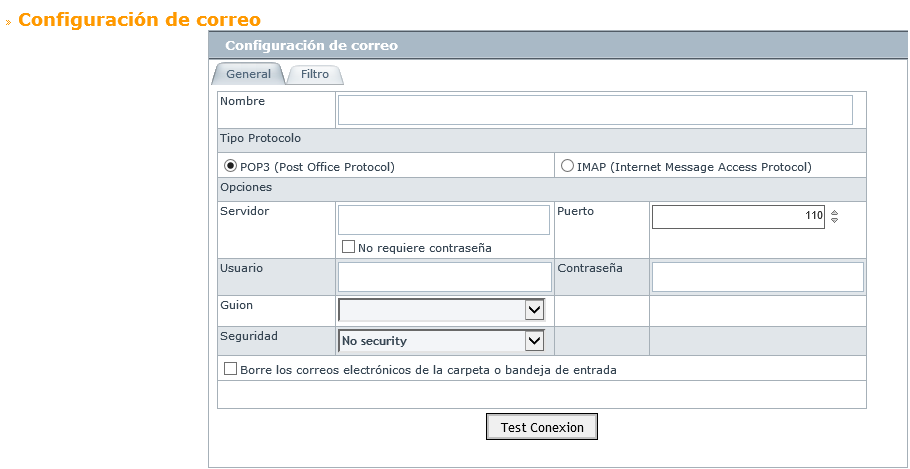 Configuración de correo
Configuración de correo
General Filtro
Nombre
Tipo Protocolo
POP3 (Post Office Protocol) IMAP (Internet Message Access Protocol)
Opciones
Servidor Puerto 110
No requiere contraseña
Usuario Contraseña
Guion
Seguridad No security
Borre los correos electrónicos de la carpeta o bandeja de entrada
Test Conexion